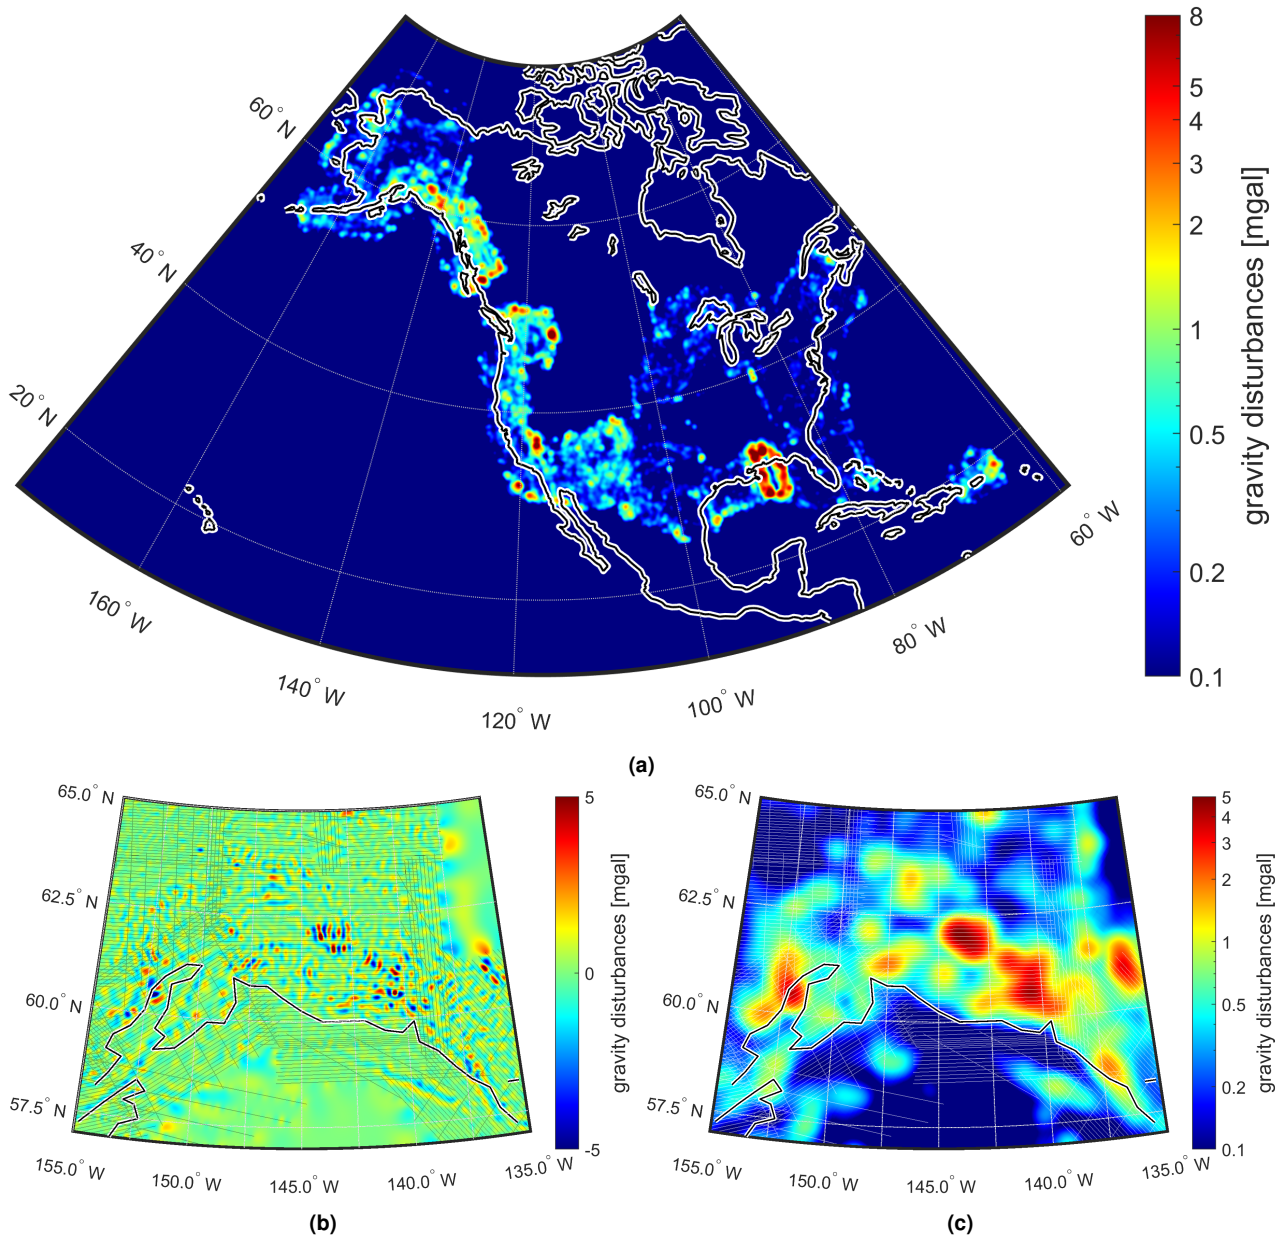 60° N
40° N
20° N
160° W
140° W
120° W
100° W
80° W
60° W
8
5
4
3
2
1
0.5
0.2
0.1
gravity disturbances [mgal]
(a)
65.0° N
62.5° N
60.0° N
57.5° N
155.0° W
150.0° W
145.0° W
140.0° W
135.0° W
5
0
-5
gravity disturbances [mgal]
(b)
65.0° N
62.5° N
60.0° N
57.5° N
155.0° W
150.0° W
145.0° W
140.0° W
135.0° W
5
4
3
2
1
0.5
0.2
0.1
gravity disturbances [mgal]
(c)